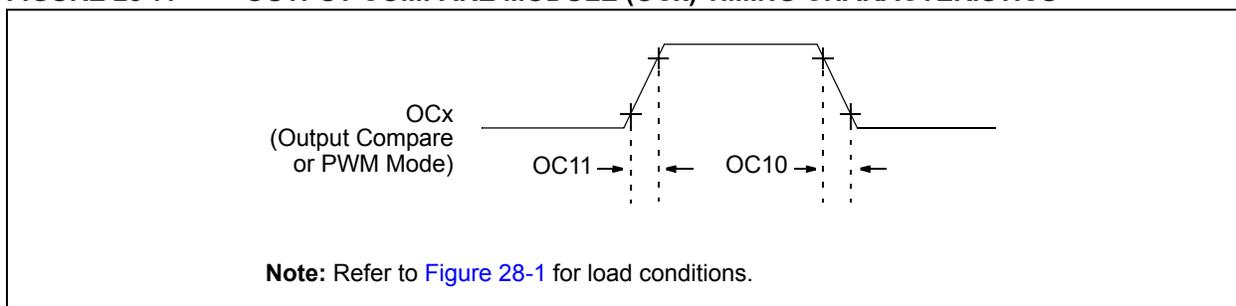 OCx
(Output Compare
or PWM Mode)
OC11
OC10
Note: Refer to Figure 28-1 for load conditions.